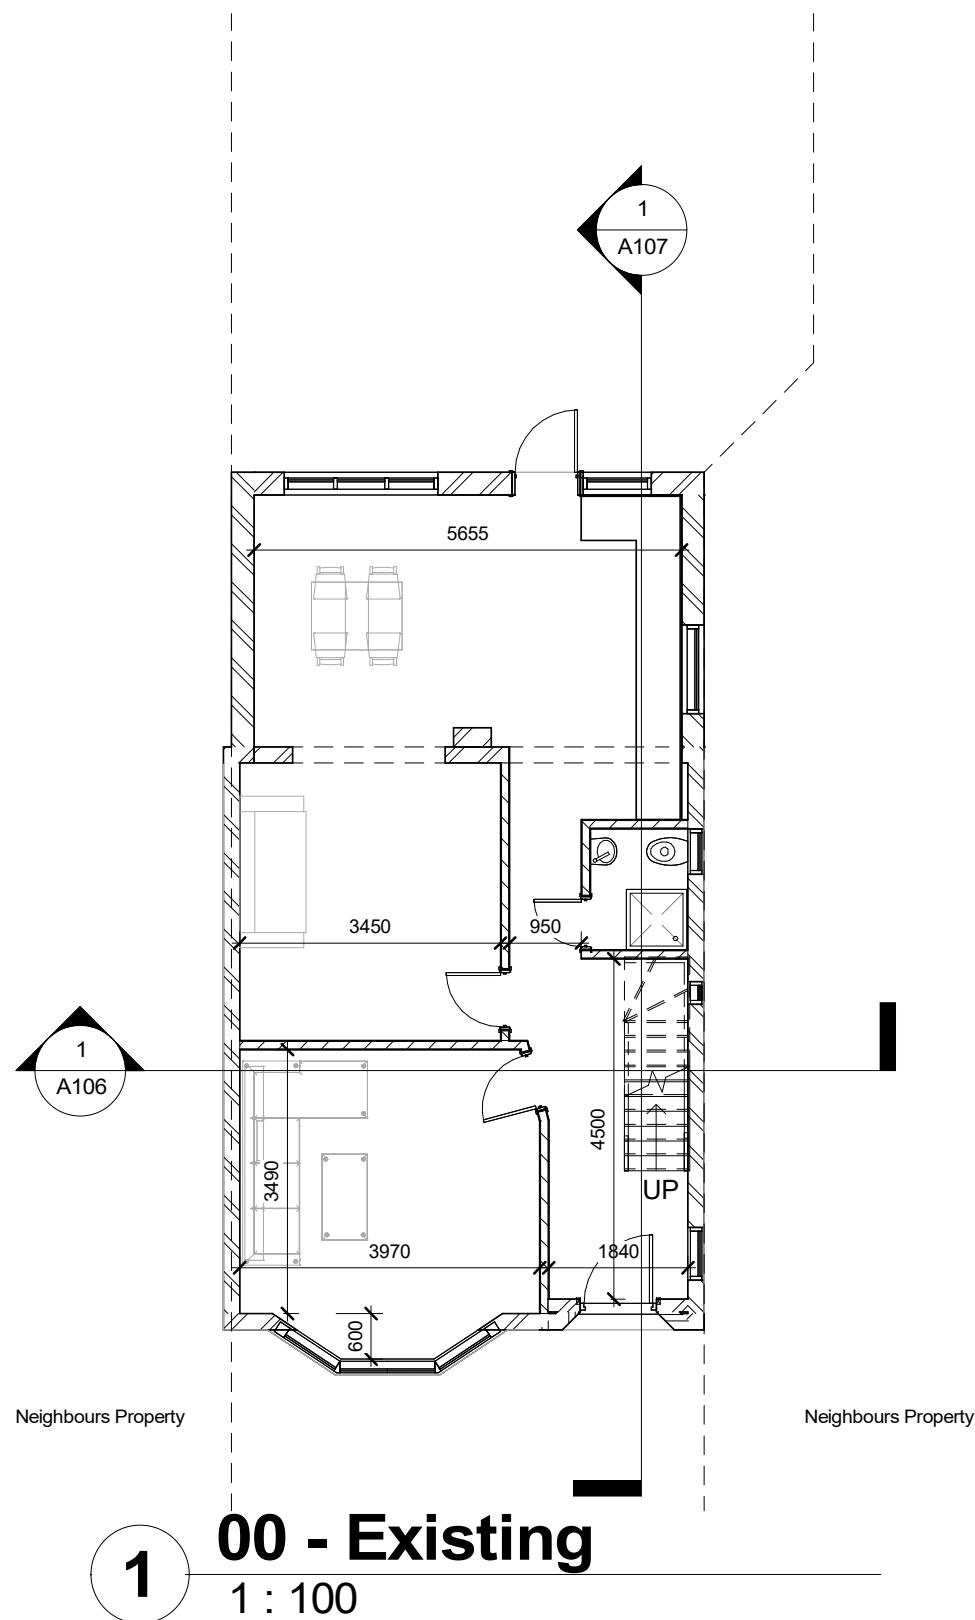 1
A107
5655
3450
950
1
A106
4500
3490
UP
3970
1840
600
Neighbours Property
Neighbours Property
1
00 - Existing
1 : 100